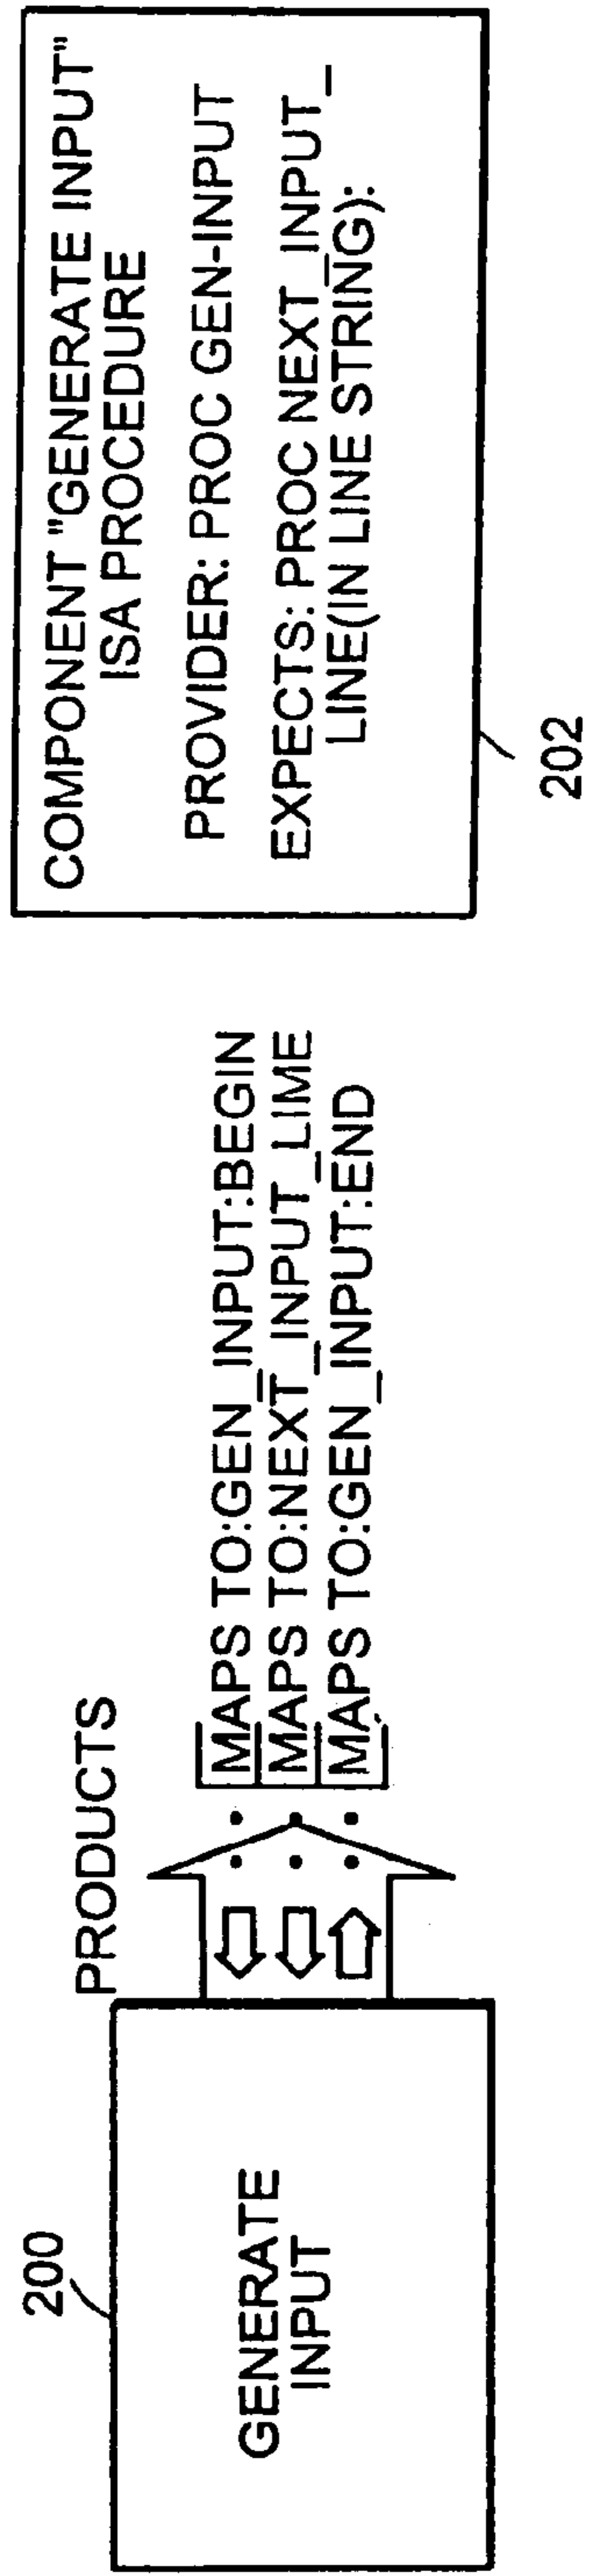 200
GENERATE
INPUT
PRODUCTS
MAPS TO:GEN_INPUT:BEGIN
MAPS TO:NEXT_INPUT_LIME
MAPS TO:GEN_INPUT:END
COMPONENT "GENERATE INPUT"
ISA PROCEDURE
PROVIDER: PROC GEN-INPUT
EXPECTS: PROC NEXT_INPUT_
LINE(IN LINE STRING):
202